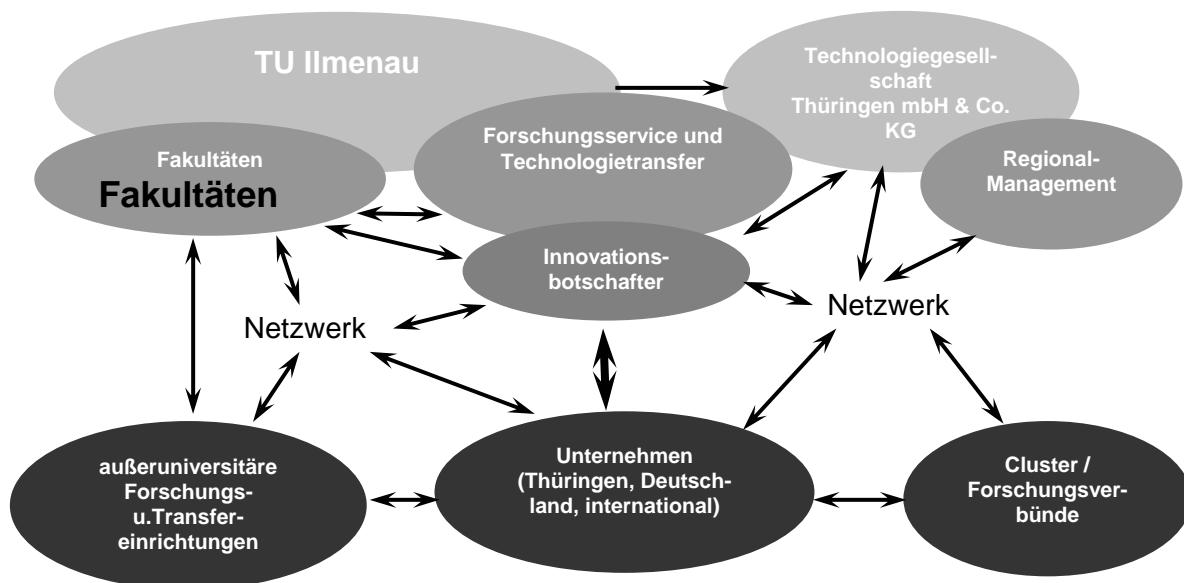 TU Ilmenau
Technologiegesell-
schaft
Thüringen mbH & Co.
KG
Forschungsservice und
Technologietransfer
Fakultäten
Fakultäten
Regional-
Management
Innovations-
botschafter
Netzwerk
Netzwerk
außeruniversitäre
Forschungs-
u.Transfer-
einrichtungen
Unternehmen
(Thüringen, Deutsch-
land, international)
Cluster /
Forschungsver-
bünde